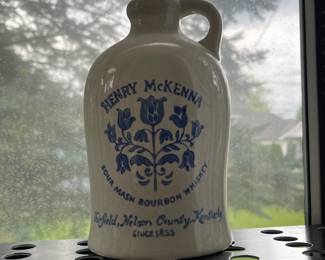 HENRY McKENNA
SOUR MASH BOURBON WHISKEY
Fairfield, Nelson County, Kentucky
SINCE 1855